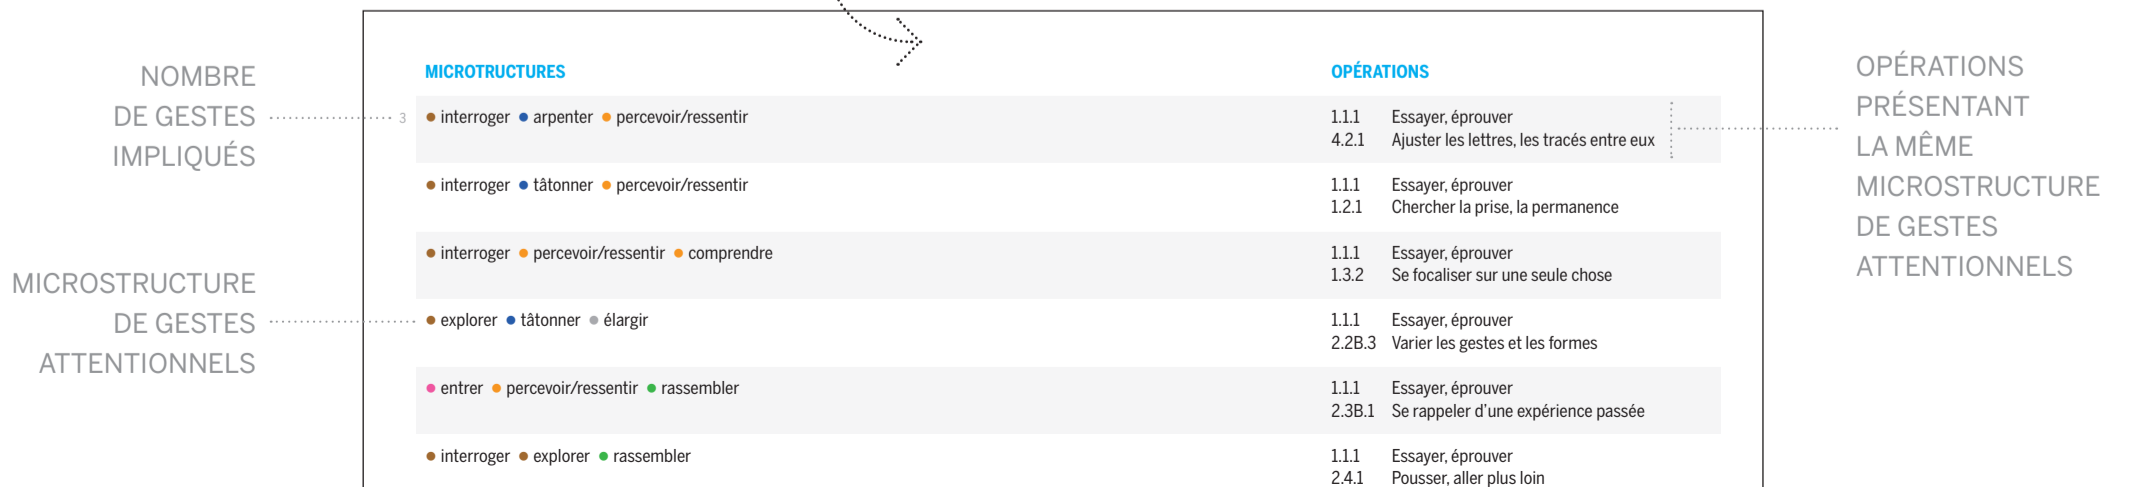 NOMBRE
DE GESTES
IMPLIQUÉS
MICROSTRUCTURE
DE GESTES
ATTENTIONNELS
MICROTRUCTURES
OPÉRATIONS
3 interroger arpenter percevoir/ressentir
1.1.1 Essayer, éprouver
4.2.1 Ajuster les lettres, les tracés entre eux
interroger tâtonner percevoir/ressentir
1.1.1 Essayer, éprouver
1.2.1 Chercher la prise, la permanence
interroger percevoir/ressentir comprendre
1.1.1 Essayer, éprouver
1.3.2 Se focaliser sur une seule chose
explorer tâtonner élargir
1.1.1 Essayer, éprouver
2.2B.3 Varier les gestes et les formes
entrer percevoir/ressentir rassembler
1.1.1 Essayer, éprouver
2.3B.1 Se rappeler d’une expérience passée
interroger explorer rassembler
1.1.1 Essayer, éprouver
2.4.1 Pousser, aller plus loin
OPÉRATIONS
PRÉSENTANT
LA MÊME
MICROSTRUCTURE
DE GESTES
ATTENTIONNELS